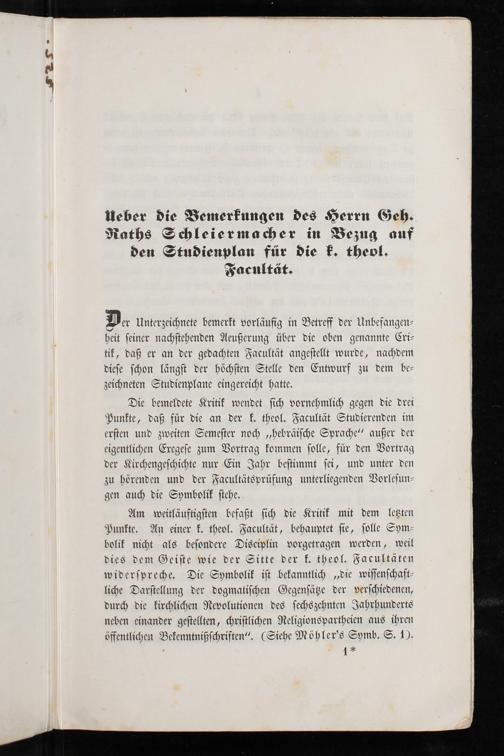 Ueber die Bemerkungen des Herrn Geh.
Raths Schleiermacher in Bezug auf
den Studienplan für die k. theol.
Facultät.
Der Unterzeichnete bemerkt vorläufig in Betreff der Unbefangen-
heit seiner nachstehenden Aeußerung über die oben genannte Cri-
tik, daß er an der gedachten Facultät angestellt wurde, nachdem
diese schon längst der höchsten Stelle den Entwurf zu dem be-
zeichneten Studienplane eingereicht hatte.
Die bemeldete Kritik wendet sich vornehmlich gegen die drei
Punkte, daß für die an der k. theol. Facultät Studierenden im
ersten und zweiten Semester noch „hebräische Sprache" außer der
eigentlichen Exegese zum Vortrag kommen solle, für den Vortrag
der Kirchengeschichte nur Ein Jahr bestimmt sei, und unter den
zu hörenden und der Facultätsprüfung unterliegenden Vorlesun-
gen auch die Symbolik stehe.
Am weitläufigsten befaßt sich die Kritik mit dem letzten
Punkte. An einer k. theol. Facultät, behauptet sie, solle Sym-
bolik nicht als besondere Disciplin vorgetragen werden, weil
dies dem Geiste wie der Sitte der k. theol. Facultäten
widerspreche. Die Symbolik ist bekanntlich „die wissenschaft-
liche Darstellung der dogmatischen Gegensätze der verschiedenen,
durch die kirchlichen Revolutionen des sechszehnten Jahrhunderts
neben einander gestellten, christlichen Religionspartheien aus ihren
öffentlichen Bekenntnißschriften". (Siehe Möhler's Symb. S. 1).
1*